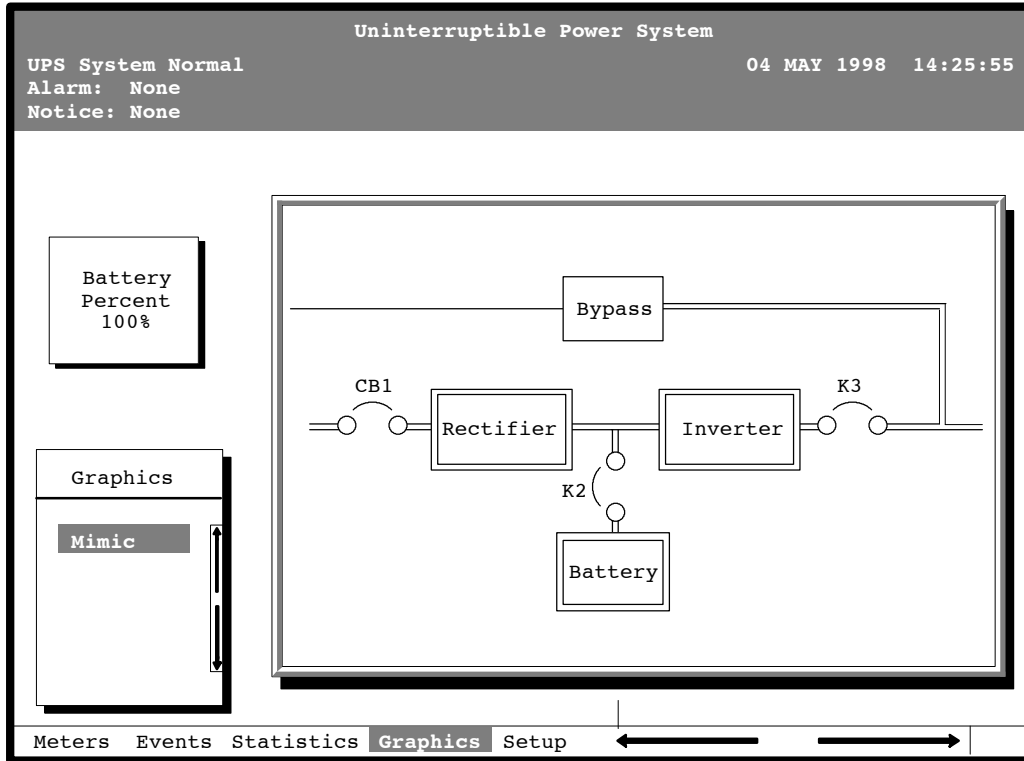 Uninterruptible Power System
UPS System Normal 04 MAY 1998 14:25:55
Alarm: None
Notice: None
Battery
Percent
100%
Bypass
CB1
K3
Rectifier
Inverter
K2
Battery
Graphics
Mimic
Meters Events Statistics Graphics Setup